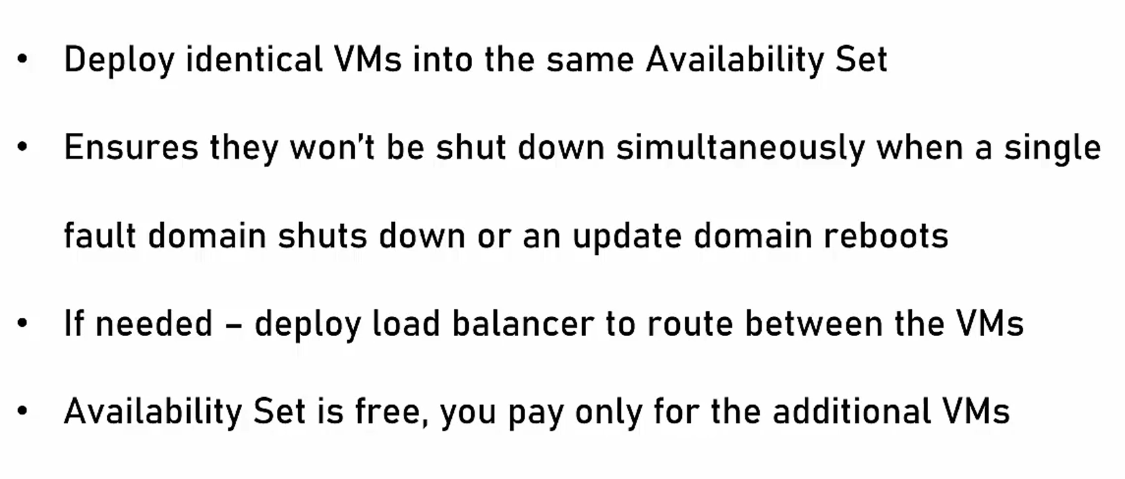 • Deploy identical VMs into the same Availability Set
• Ensures they won't be shut down simultaneously when a single
fault domain shuts down or an update domain reboots
• If needed – deploy load balancer to route between the VMs
• Availability Set is free, you pay only for the additional VMs